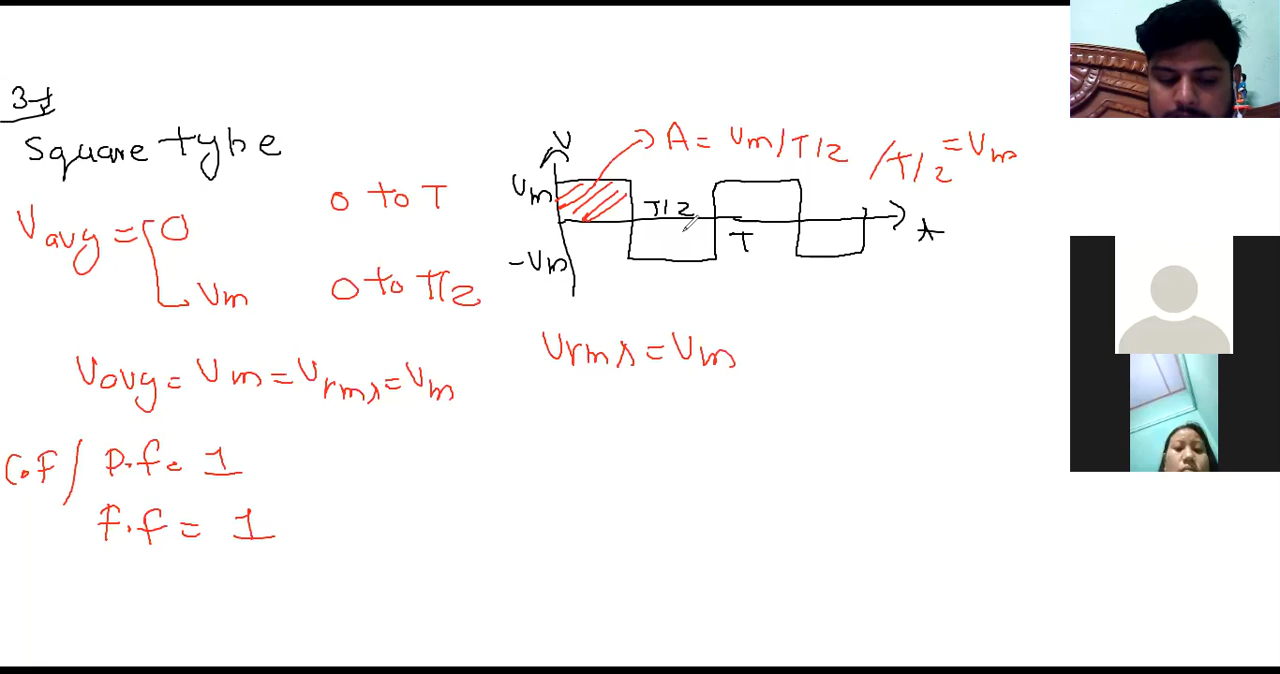 3-f
Square type
V
Vm
-Vm
T/2
T
t
A = Vm/T/2 /T/2 = Vm
Vavg = 0 0 to T
Vm 0 to T/2
Vrms = Vm
Vavg = Vm = Vrms = Vm
C.F / P.f = 1
F.f = 1